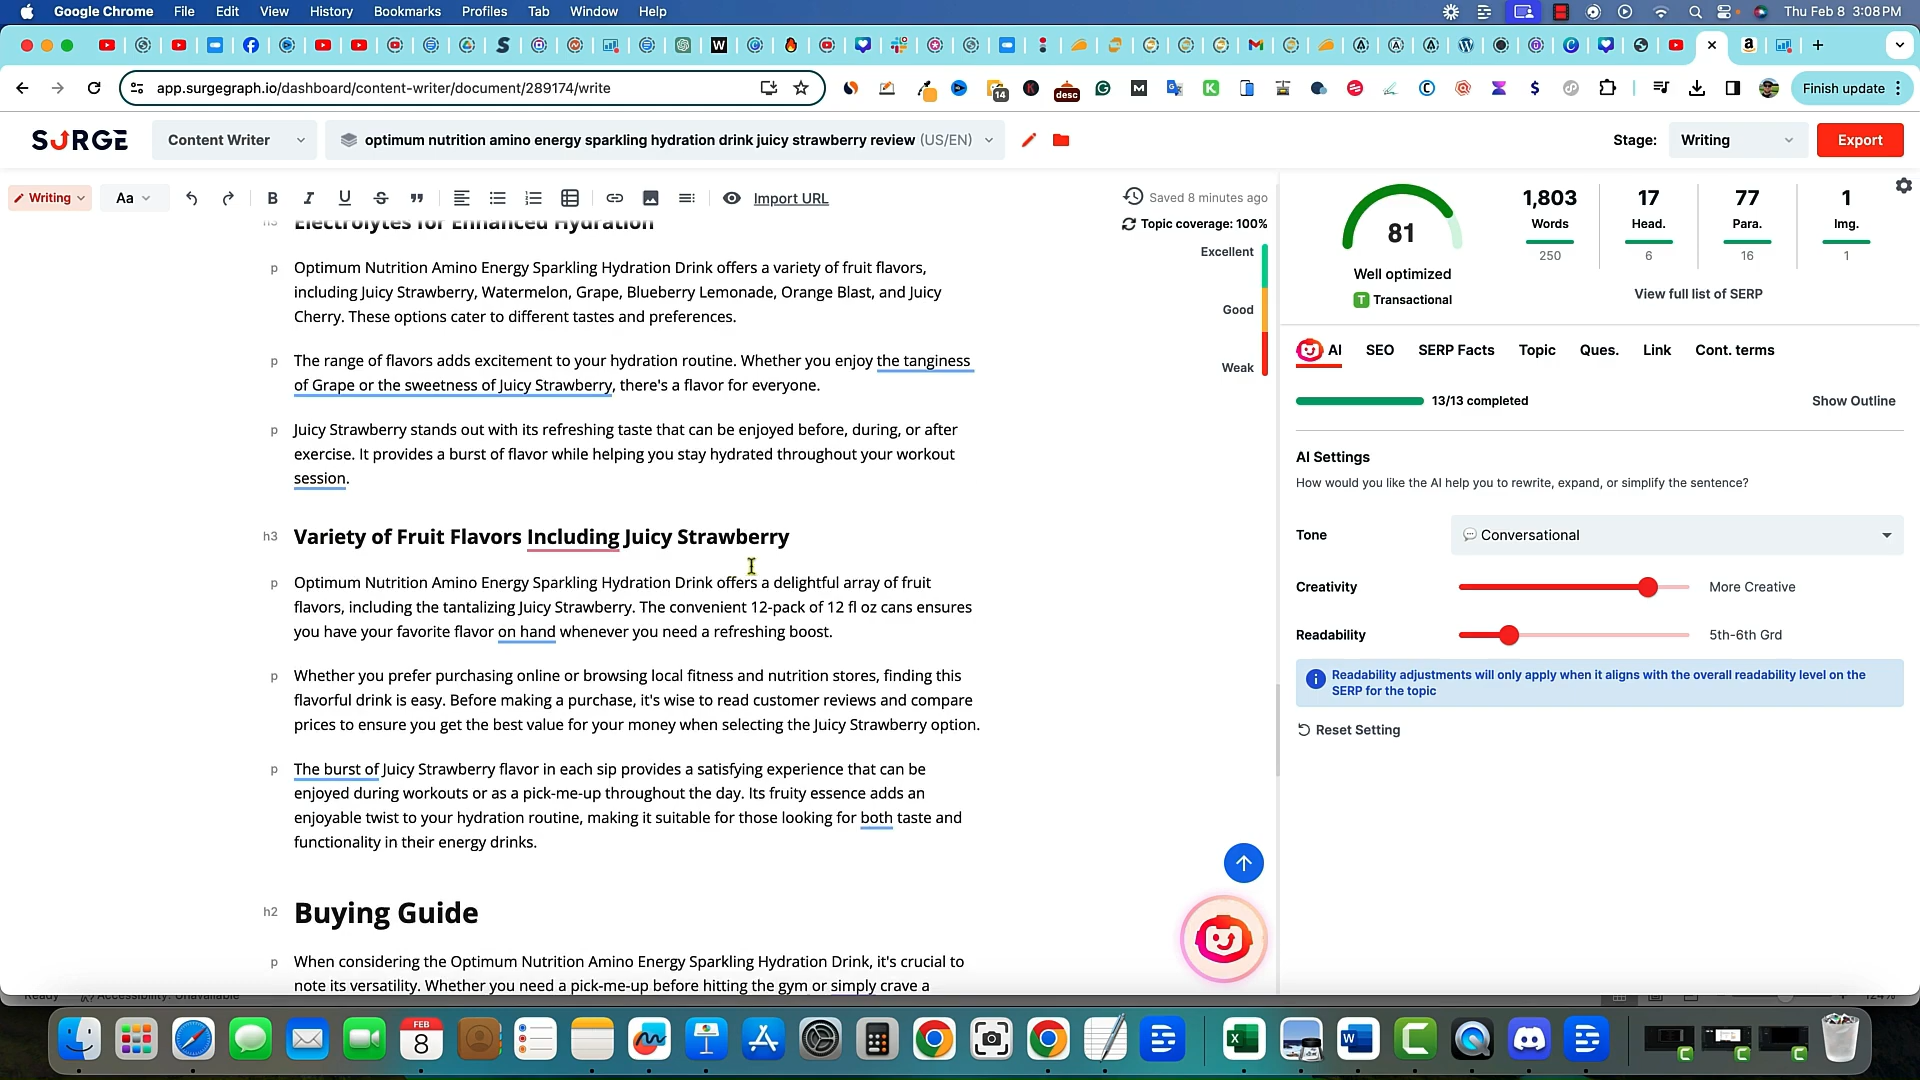 Google Chrome File Edit View History Bookmarks Profiles Tab Window Help Thu Feb 8 3:08PM
app.surgegraph.io/dashboard/content-writer/document/289174/write
14
desc
Finish update
SURGE
Content Writer
optimum nutrition amino energy sparkling hydration drink juicy strawberry review (US/EN)
Stage:
Writing
Export
Writing
Aa
Import URL
Saved 8 minutes ago
Topic coverage: 100%
Excellent
Good
Weak
h3 Electrolytes for Enhanced Hydration
p Optimum Nutrition Amino Energy Sparkling Hydration Drink offers a variety of fruit flavors,
including Juicy Strawberry, Watermelon, Grape, Blueberry Lemonade, Orange Blast, and Juicy
Cherry. These options cater to different tastes and preferences.
p The range of flavors adds excitement to your hydration routine. Whether you enjoy the tanginess
of Grape or the sweetness of Juicy Strawberry, there's a flavor for everyone.
p Juicy Strawberry stands out with its refreshing taste that can be enjoyed before, during, or after
exercise. It provides a burst of flavor while helping you stay hydrated throughout your workout
session.
h3 Variety of Fruit Flavors Including Juicy Strawberry
p Optimum Nutrition Amino Energy Sparkling Hydration Drink offers a delightful array of fruit
flavors, including the tantalizing Juicy Strawberry. The convenient 12-pack of 12 fl oz cans ensures
you have your favorite flavor on hand whenever you need a refreshing boost.
p Whether you prefer purchasing online or browsing local fitness and nutrition stores, finding this
flavorful drink is easy. Before making a purchase, it's wise to read customer reviews and compare
prices to ensure you get the best value for your money when selecting the Juicy Strawberry option.
p The burst of Juicy Strawberry flavor in each sip provides a satisfying experience that can be
enjoyed during workouts or as a pick-me-up throughout the day. Its fruity essence adds an
enjoyable twist to your hydration routine, making it suitable for those looking for both taste and
functionality in their energy drinks.
h2 Buying Guide
p When considering the Optimum Nutrition Amino Energy Sparkling Hydration Drink, it's crucial to
note its versatility. Whether you need a pick-me-up before hitting the gym or simply crave a
81
Well optimized
T Transactional
1,803 17 77 1
Words Head. Para. Img.
250 6 16 1
View full list of SERP
AI SEO SERP Facts Topic Ques. Link Cont. terms
13/13 completed
Show Outline
AI Settings
How would you like the AI help you to rewrite, expand, or simplify the sentence?
Tone
Conversational
Creativity
More Creative
Readability
5th-6th Grd
Readability adjustments will only apply when it aligns with the overall readability level on the
SERP for the topic
Reset Setting
Ready Accessibility: Unavailable 124%
FEB
8